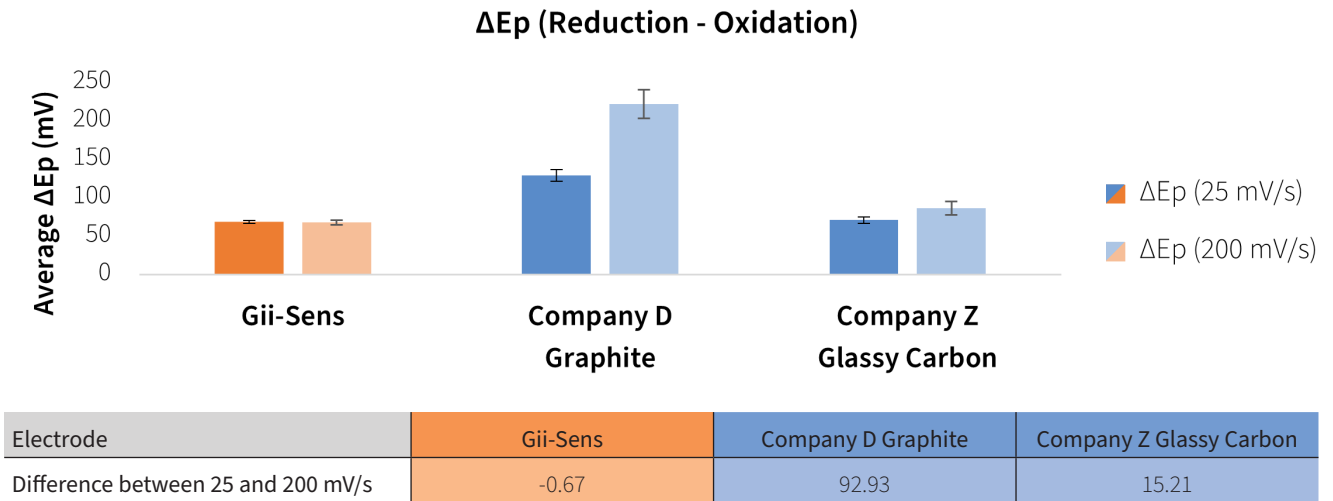 ΔEp (Reduction - Oxidation)
Average ΔEp (mV)
250
200
150
100
50
0
ΔEp (25 mV/s)
ΔEp (200 mV/s)
Gii-Sens
Company D
Graphite
Company Z
Glassy Carbon
Electrode Gii-Sens Company D Graphite Company Z Glassy Carbon
Difference between 25 and 200 mV/s -0.67 92.93 15.21